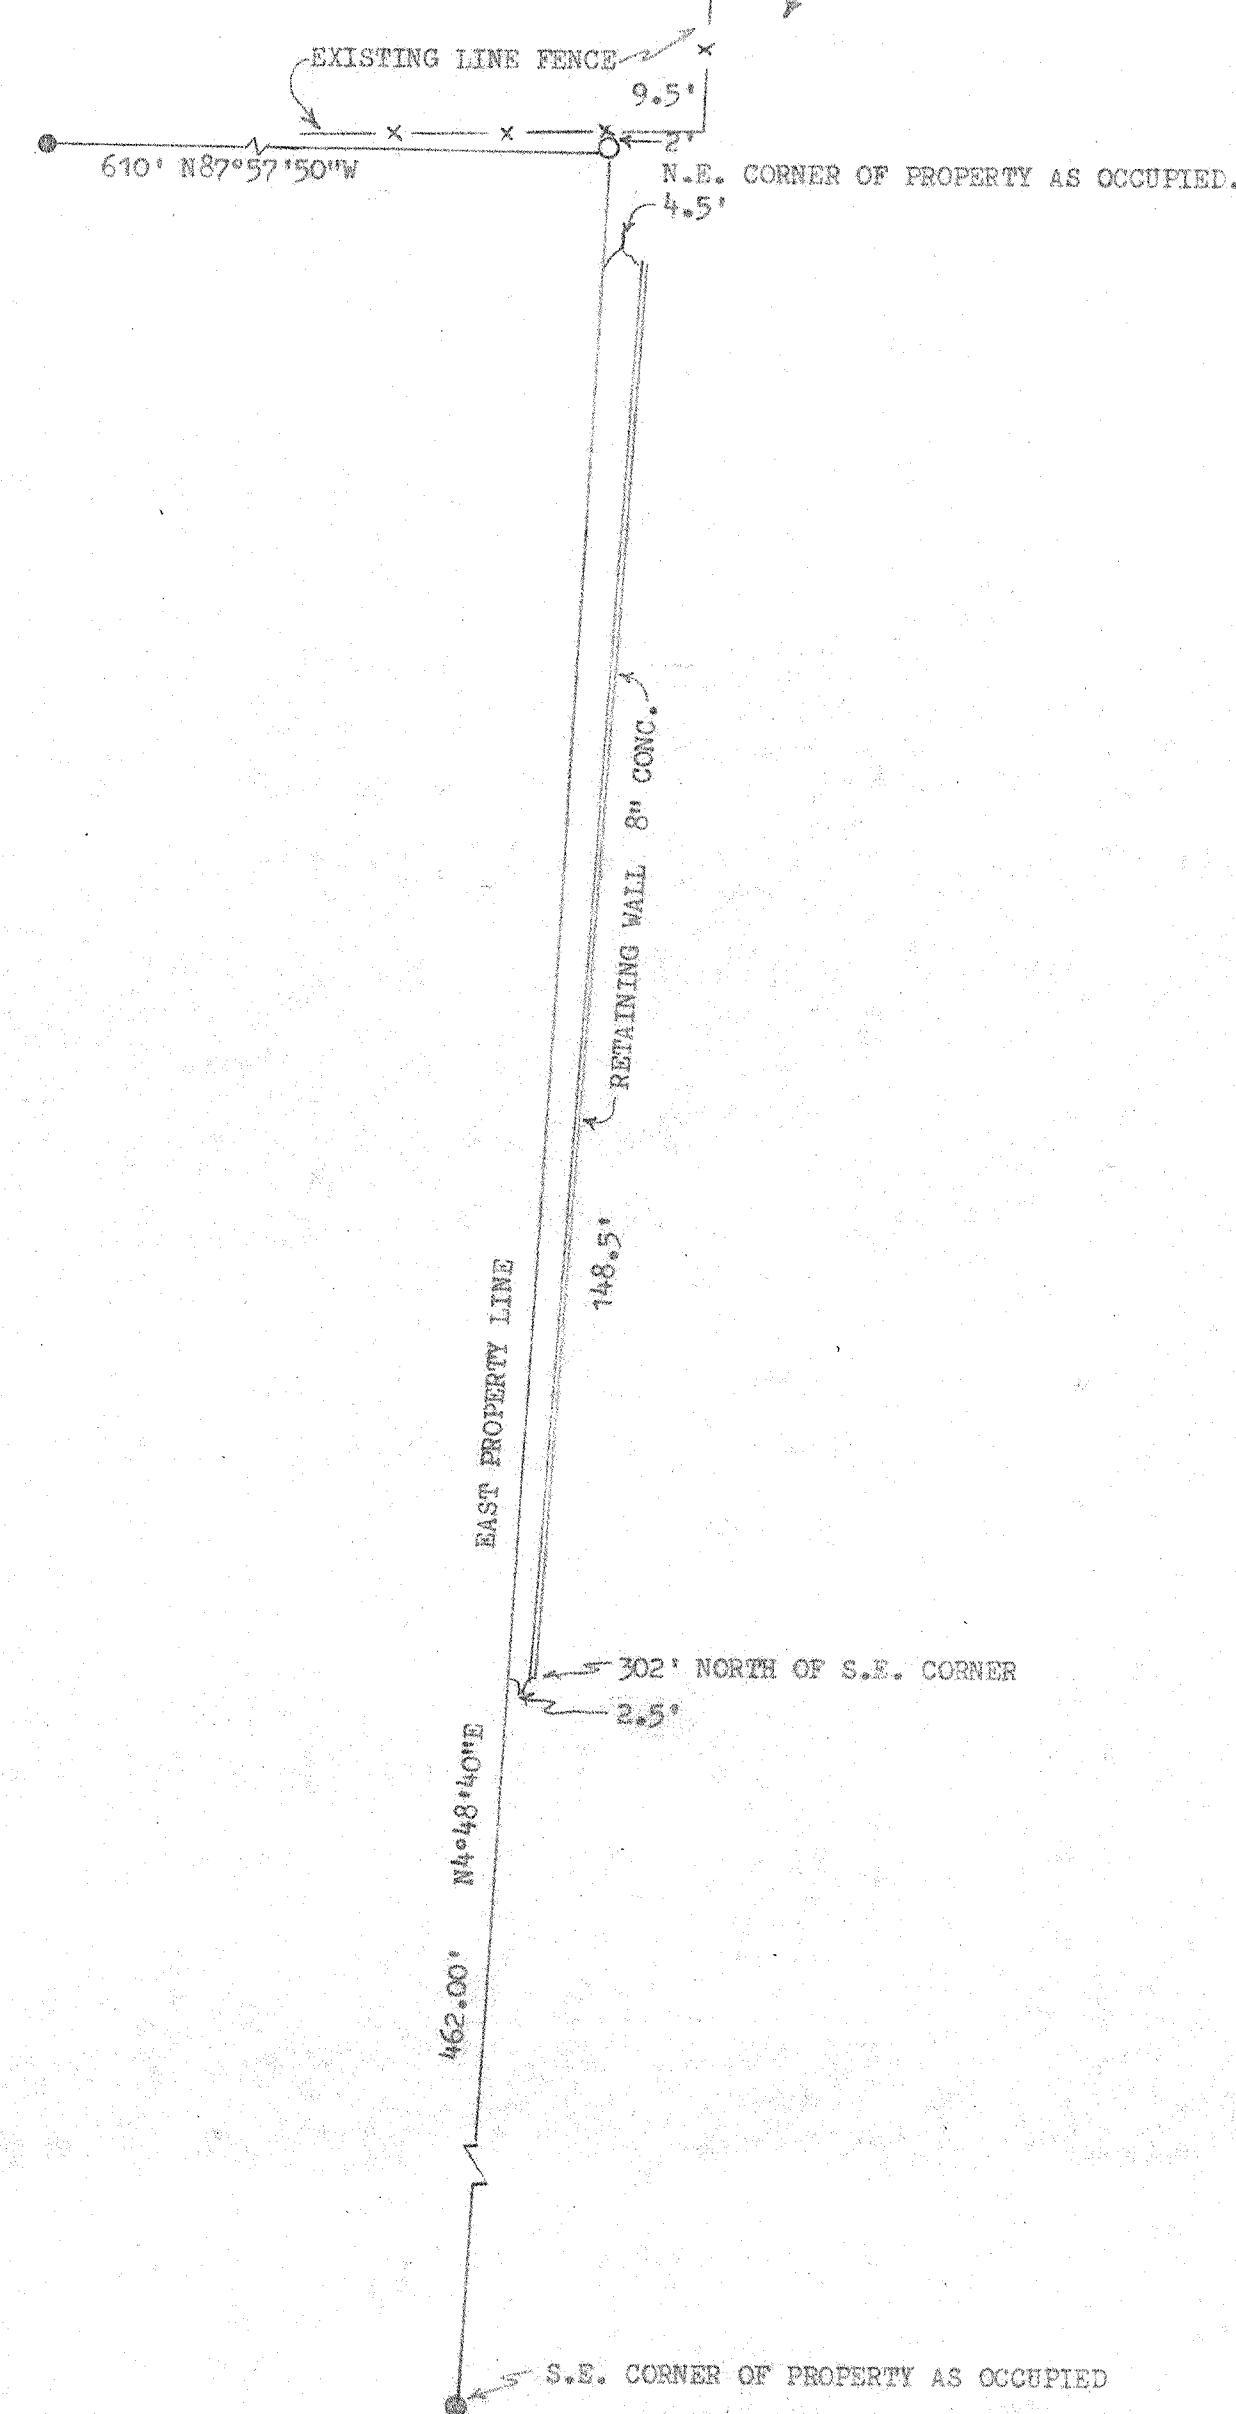 EXISTING LINE FENCE
9.5'
2'
610' N87°57'50"W
N.E. CORNER OF PROPERTY AS OCCUPIED.
4.5'
RETAINING WALL 8" CONC.
148.5'
EAST PROPERTY LINE
302' NORTH OF S.E. CORNER
2.5'
N4°48'40"E
462.00'
S.E. CORNER OF PROPERTY AS OCCUPIED